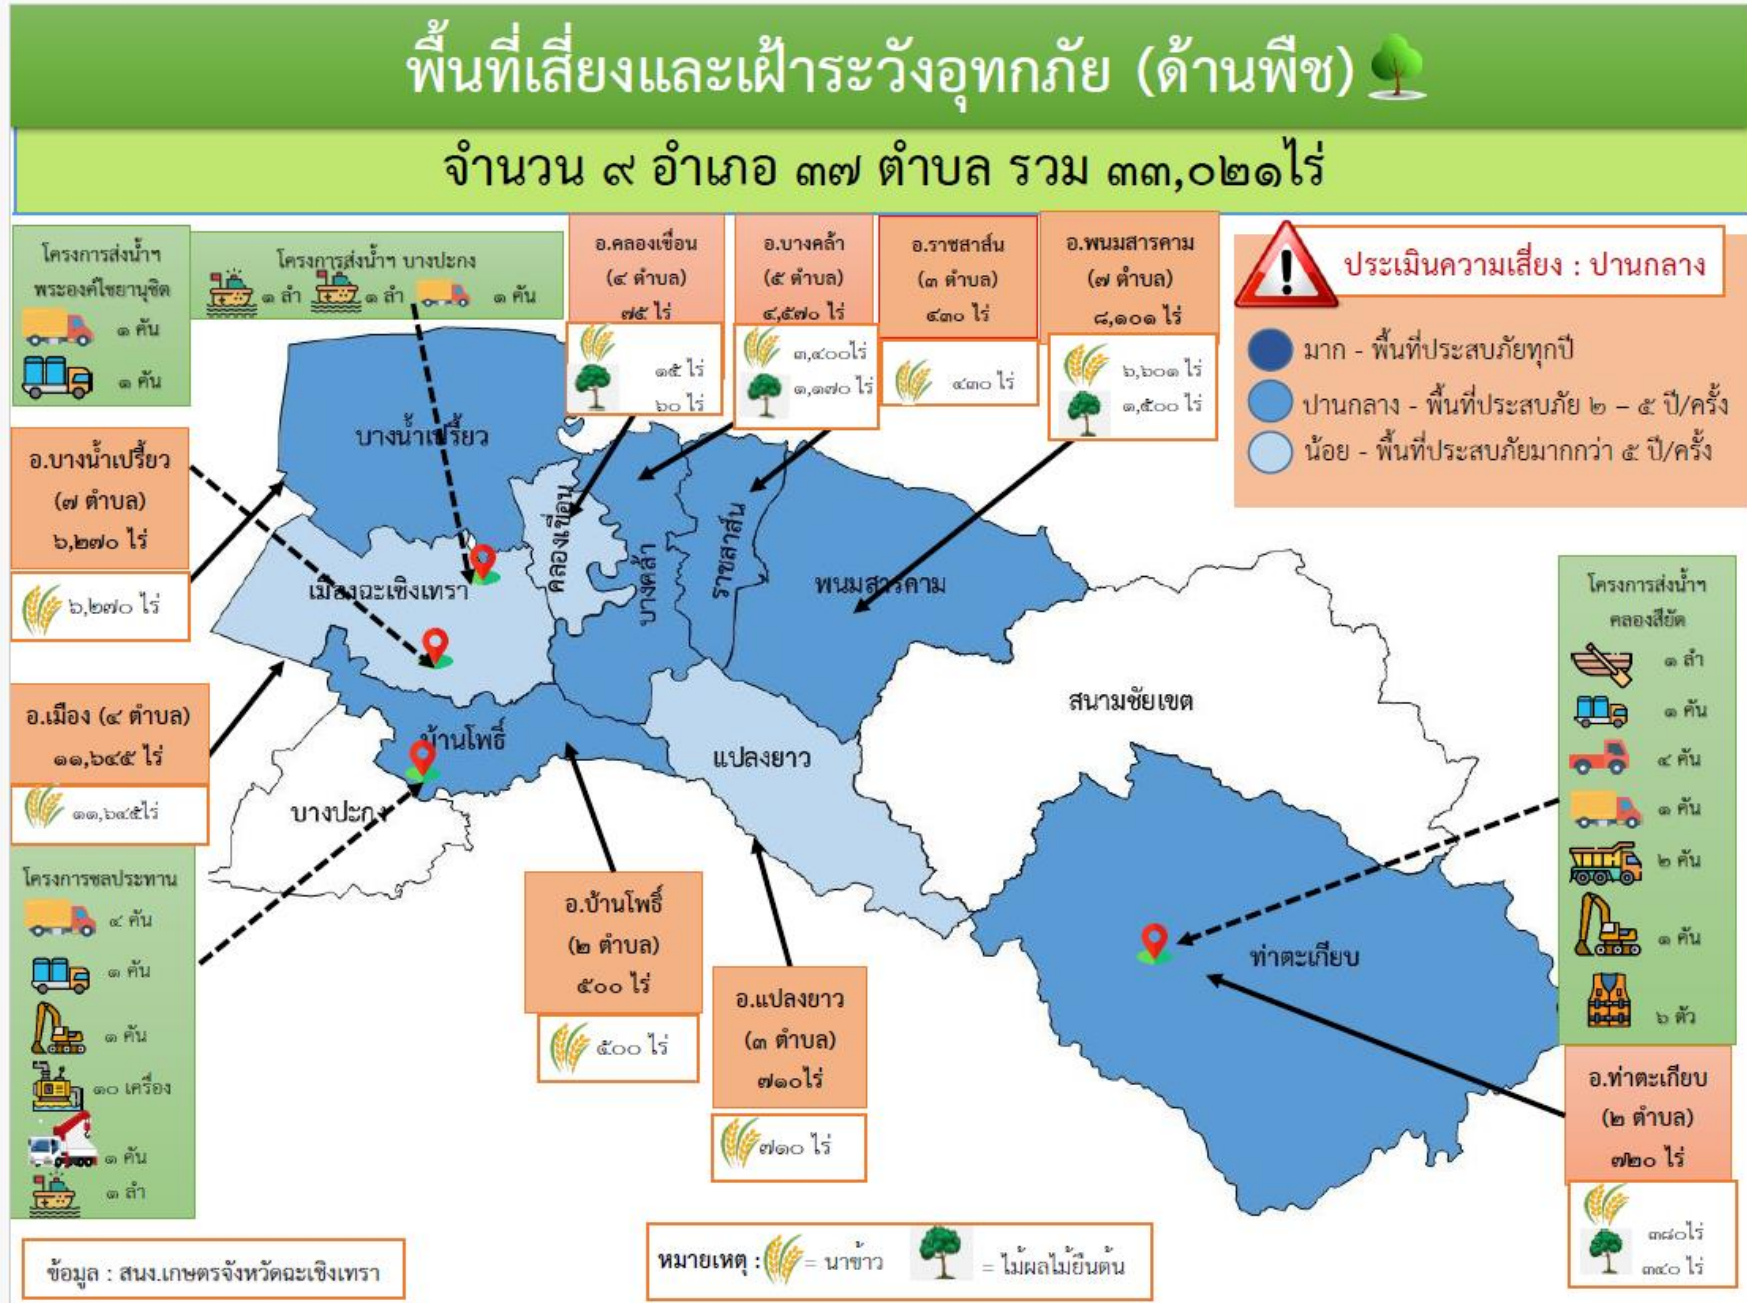 พื้นที่เสี่ยงและเฝ้าระวังอุทกภัย (ด้านพืช)
จำนวน ๙ อำเภอ ๓๗ ตำบล รวม ๓๓,๐๒๑ไร่
โครงการส่งน้ำฯ
พระองค์ไชยานุชิต
๑ คัน
๑ คัน
โครงการส่งน้ำฯ บางปะกง
๑ ลำ
๑ ลำ
๑ คัน
อ.คลองเขื่อน
(๔ ตำบล)
๗๕ ไร่
๑๕ ไร่
๖๐ ไร่
อ.บางคล้า
(๕ ตำบล)
๔,๕๗๐ ไร่
๓,๔๐๐ไร่
๑,๑๗๐ ไร่
อ.ราชสาส์น
(๓ ตำบล)
๔๓๐ ไร่
๔๓๐ ไร่
อ.พนมสารคาม
(๗ ตำบล)
๘,๑๐๑ ไร่
๖,๖๐๑ ไร่
๑,๕๐๐ ไร่
ประเมินความเสี่ยง : ปานกลาง
มาก - พื้นที่ประสบภัยทุกปี
ปานกลาง - พื้นที่ประสบภัย ๒ – ๕ ปี/ครั้ง
น้อย - พื้นที่ประสบภัยมากกว่า ๕ ปี/ครั้ง
อ.บางน้ำเปรี้ยว
(๗ ตำบล)
๖,๒๗๐ ไร่
๖,๒๗๐ ไร่
อ.เมือง (๔ ตำบล)
๑๑,๖๔๕ ไร่
๑๑,๖๔๕ไร่
บางน้ำเปรี้ยว
เมืองฉะเชิงเทรา
คลองเขื่อน
บางคล้า
ราชสาส์น
พนมสารคาม
สนามชัยเขต
บ้านโพธิ์
แปลงยาว
บางปะกง
ท่าตะเกียบ
โครงการชลประทาน
๔ คัน
๑ คัน
๑ คัน
๑๐ เครื่อง
๑ คัน
๑ ลำ
อ.บ้านโพธิ์
(๒ ตำบล)
๕๐๐ ไร่
๕๐๐ ไร่
อ.แปลงยาว
(๓ ตำบล)
๗๑๐ไร่
๗๑๐ ไร่
โครงการส่งน้ำฯ
คลองสียัด
๑ ลำ
๑ คัน
๔ คัน
๑ คัน
๒ คัน
๑ คัน
๖ ตัว
อ.ท่าตะเกียบ
(๒ ตำบล)
๗๒๐ ไร่
๓๘๐ไร่
๓๔๐ ไร่
ข้อมูล : สนง.เกษตรจังหวัดฉะเชิงเทรา
หมายเหตุ : = นาข้าว = ไม้ผลไม้ยืนต้น